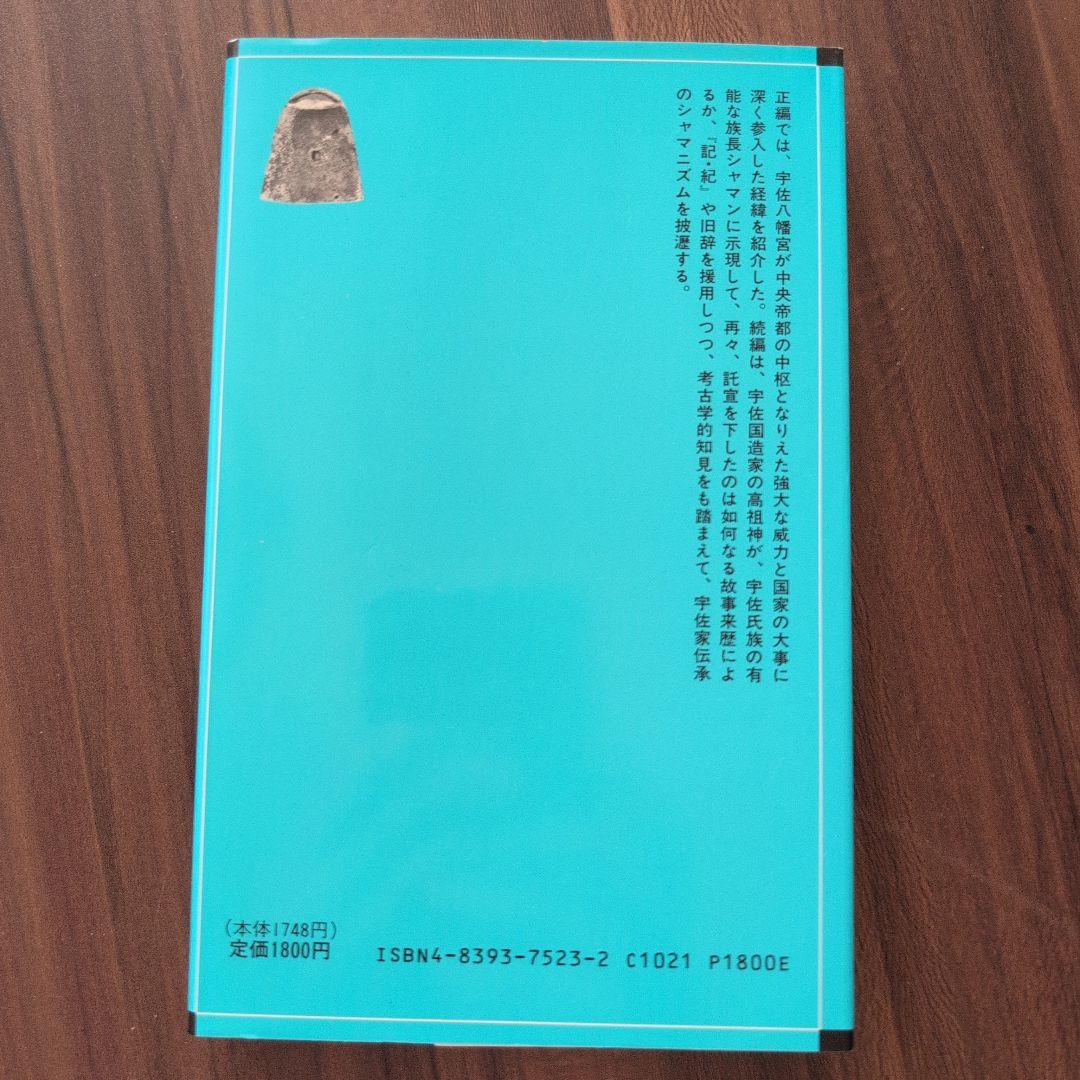 正編では、宇佐八幡宮が中央帝都の中枢となりえた強大な威力と国家の大事に
深く参入した経緯を紹介した。続編は、宇佐国造家の高祖神が、宇佐氏族の有
能な族長シャマンに示現して、再々、託宣を下したのは如何なる故事来歴によ
るか、『記・紀』や旧辞を援用しつつ、考古学的知見をも踏まえて、宇佐家伝承
のシャマニズムを披瀝する。
(本体1748円)
定価1800円
ISBN4-8393-7523-2 C1021 P1800E